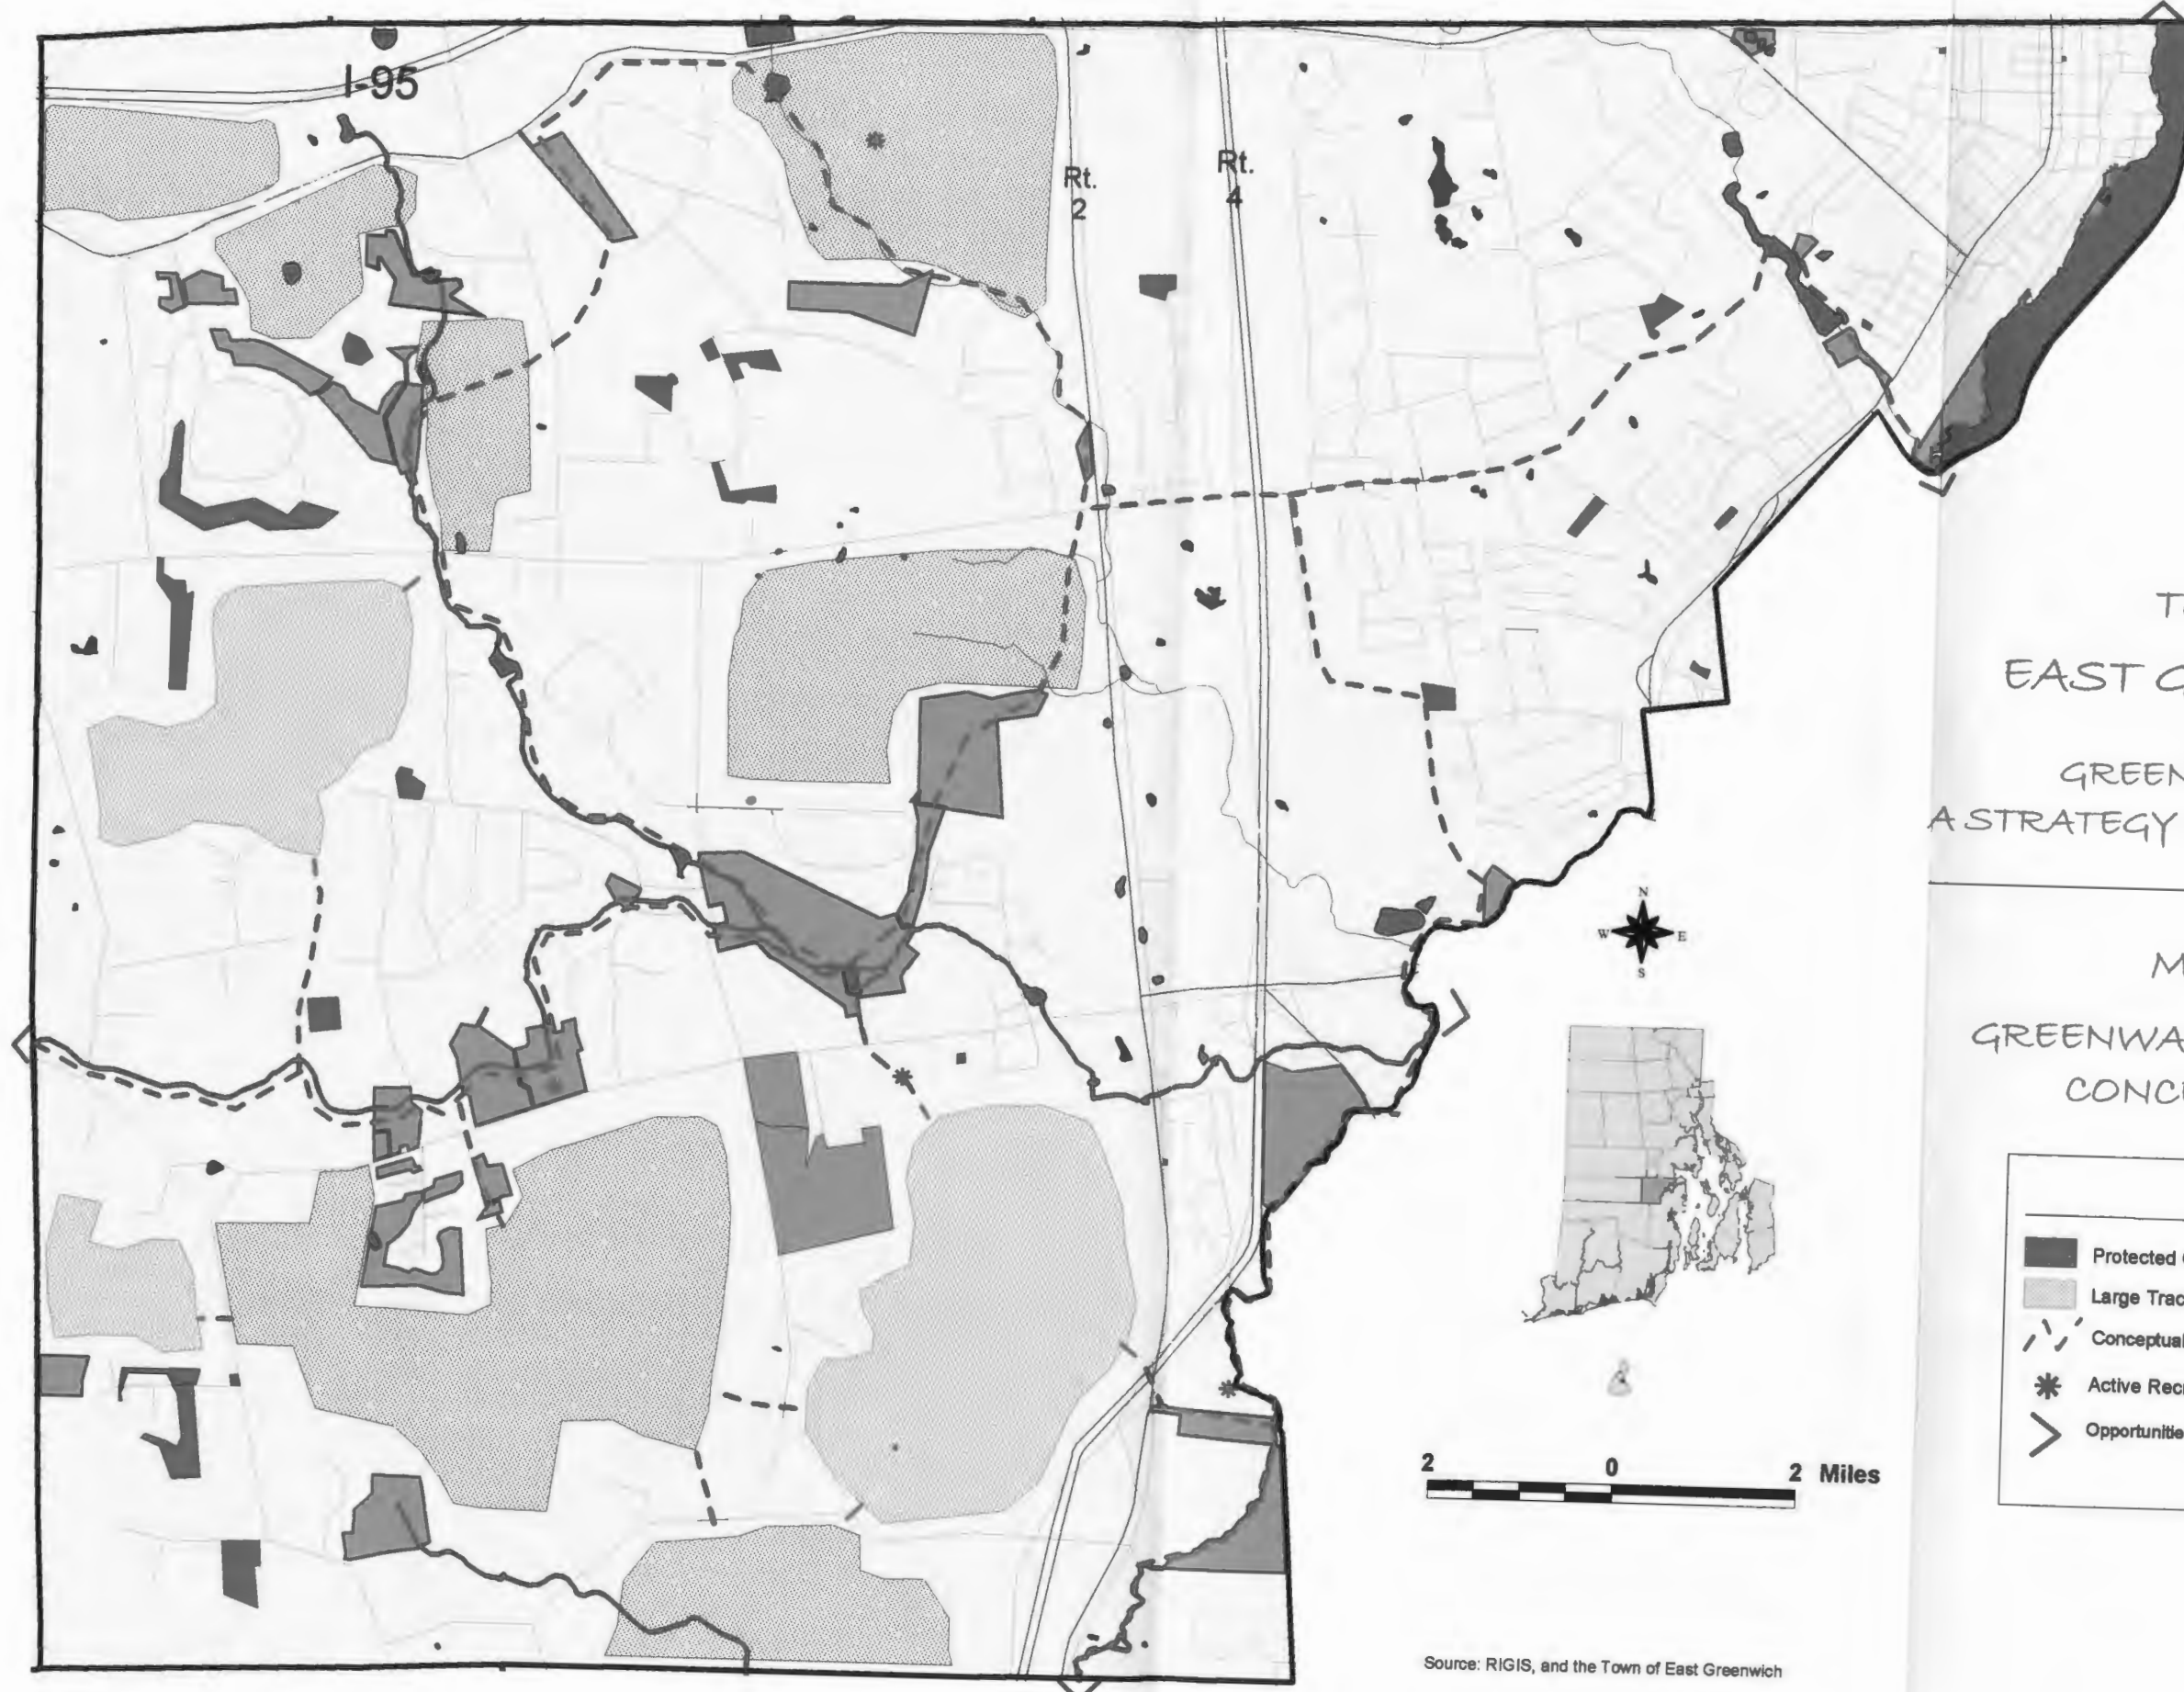 I-95
Rt.
2
Rt.
4
EAST
GREEN
A STRATEGY
N
W E
S
GREENWA
CONC
Protected
Large Trac
Conceptual
Active Recr
Opportunitie
2 0 2 Miles
Source: RIGIS, and the Town of East Greenwich